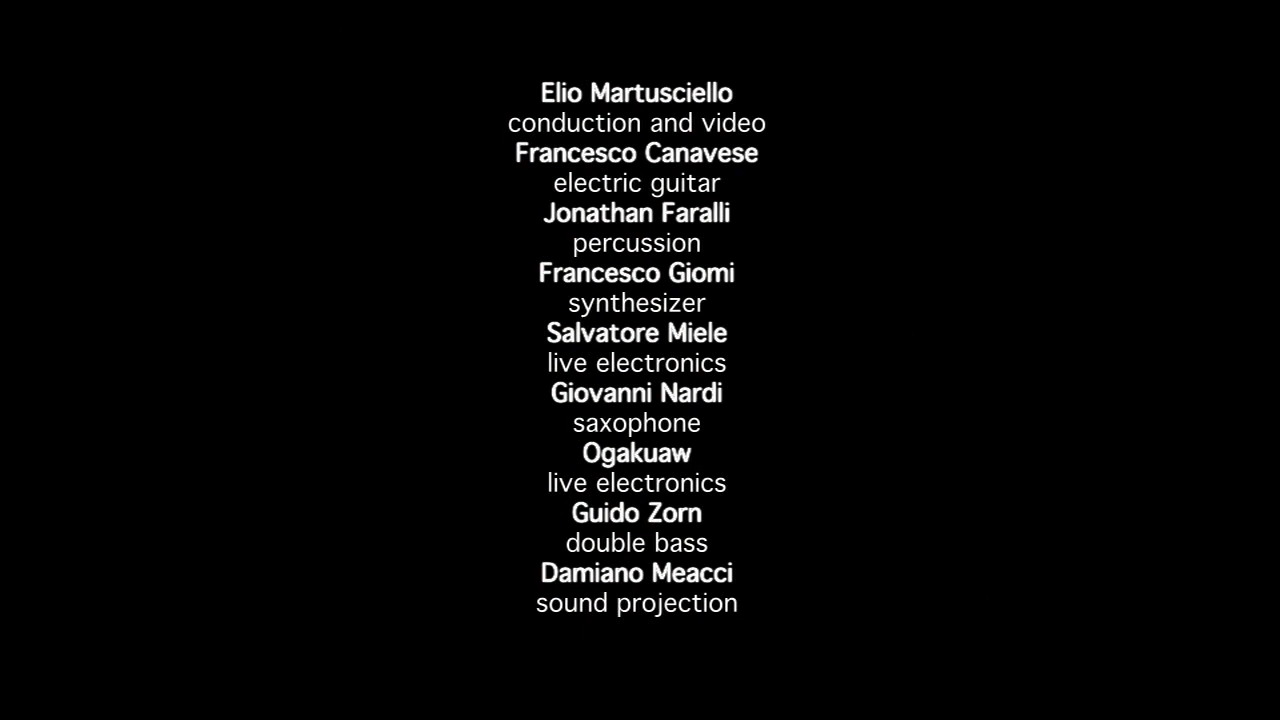 Elio Martusciello
conduction and video
Francesco Canavese
electric guitar
Jonathan Faralli
percussion
Francesco Giomi
synthesizer
Salvatore Miele
live electronics
Giovanni Nardi
saxophone
Ogakuaw
live electronics
Guido Zorn
double bass
Damiano Meacci
sound projection